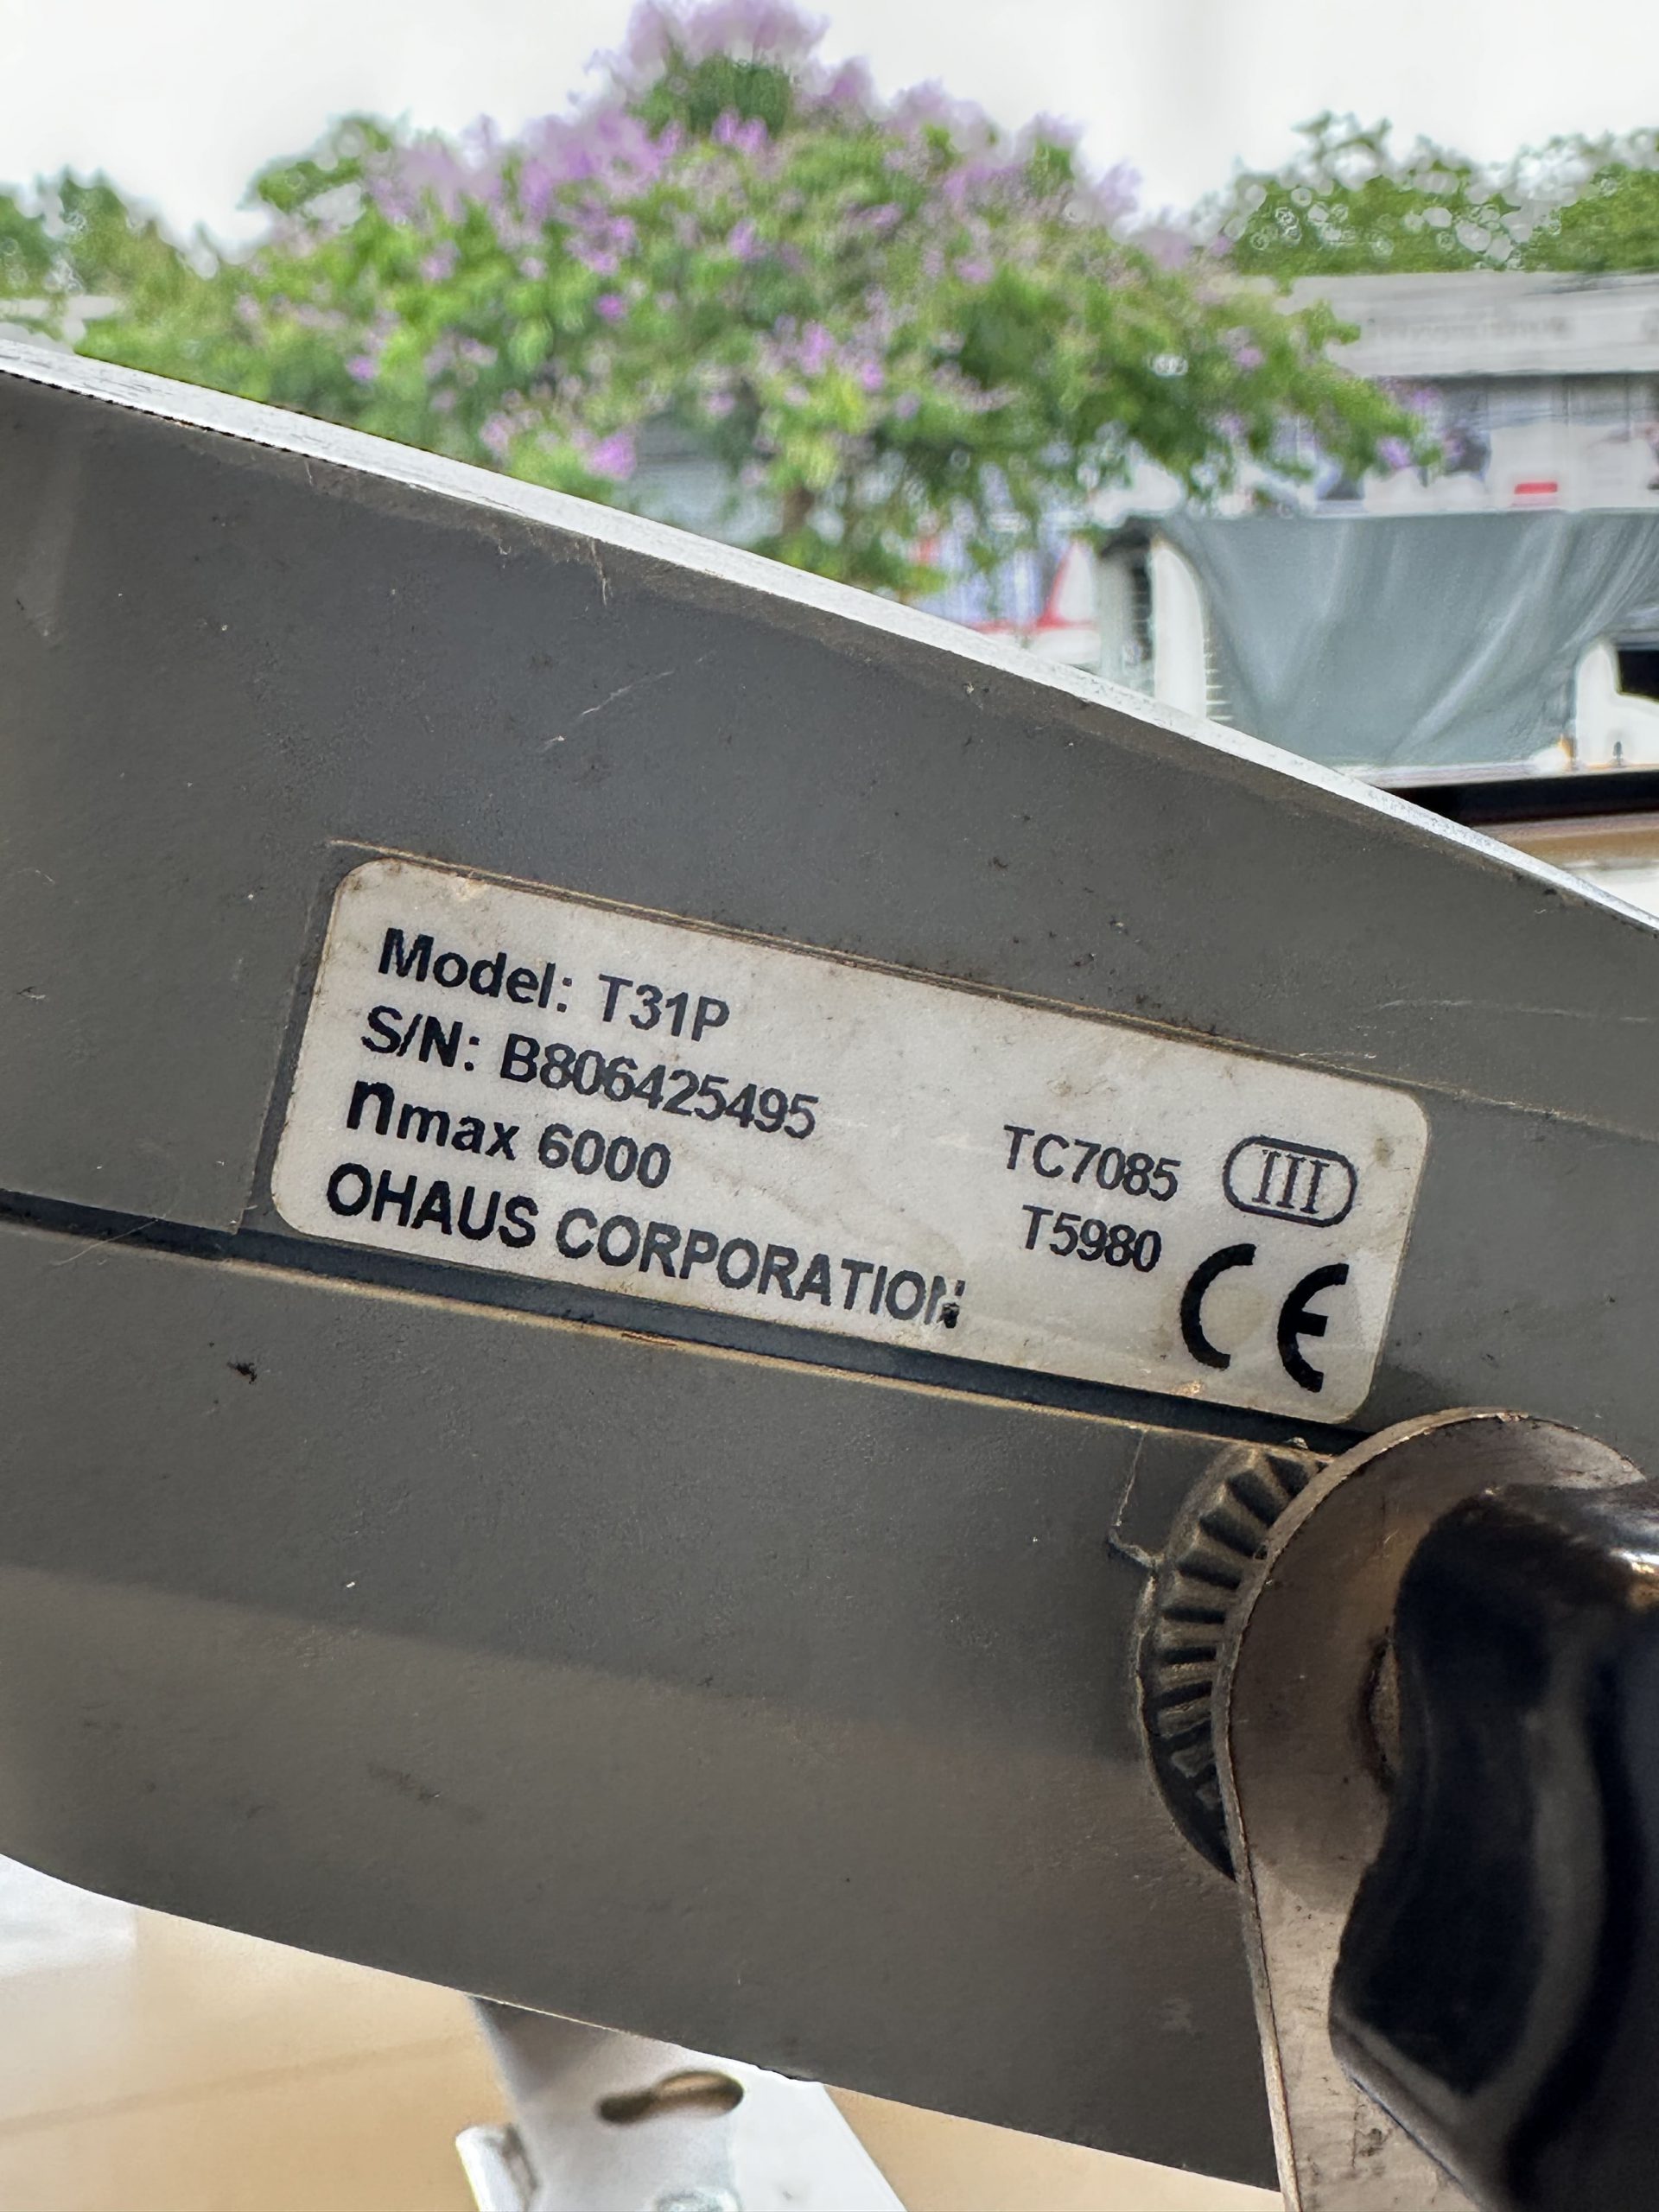 Model: T31P
S/N: B806425495
nmax 6000
OHAUS CORPORATION
TC7085 III
T5980 CE